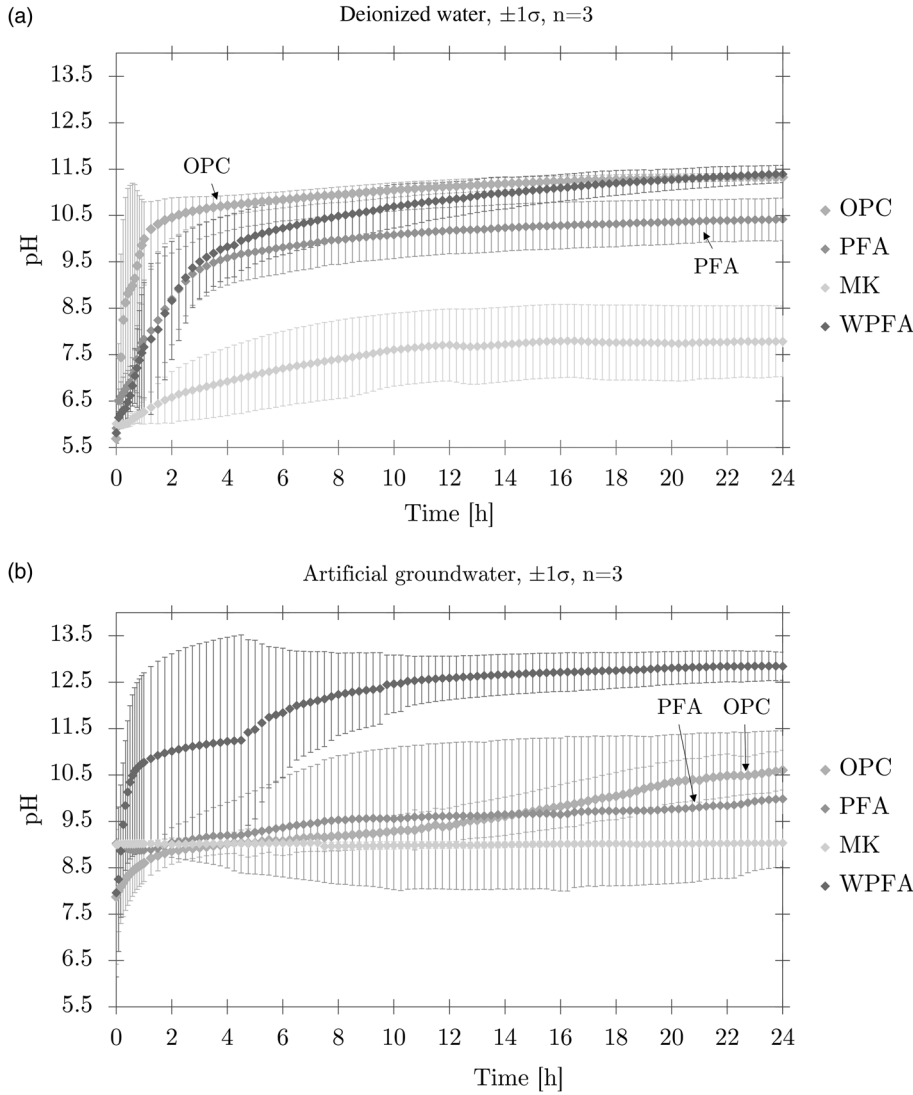 (a)
Deionized water, ±1σ, n=3
13.5
12.5
11.5
10.5
9.5
8.5
7.5
6.5
5.5
pH
OPC
PFA
0 2 4 6 8 10 12 14 16 18 20 22 24
Time [h]
OPC
PFA
MK
WPFA
(b)
Artificial groundwater, ±1σ, n=3
13.5
12.5
11.5
10.5
9.5
8.5
7.5
6.5
5.5
pH
PFA OPC
0 2 4 6 8 10 12 14 16 18 20 22 24
Time [h]
OPC
PFA
MK
WPFA